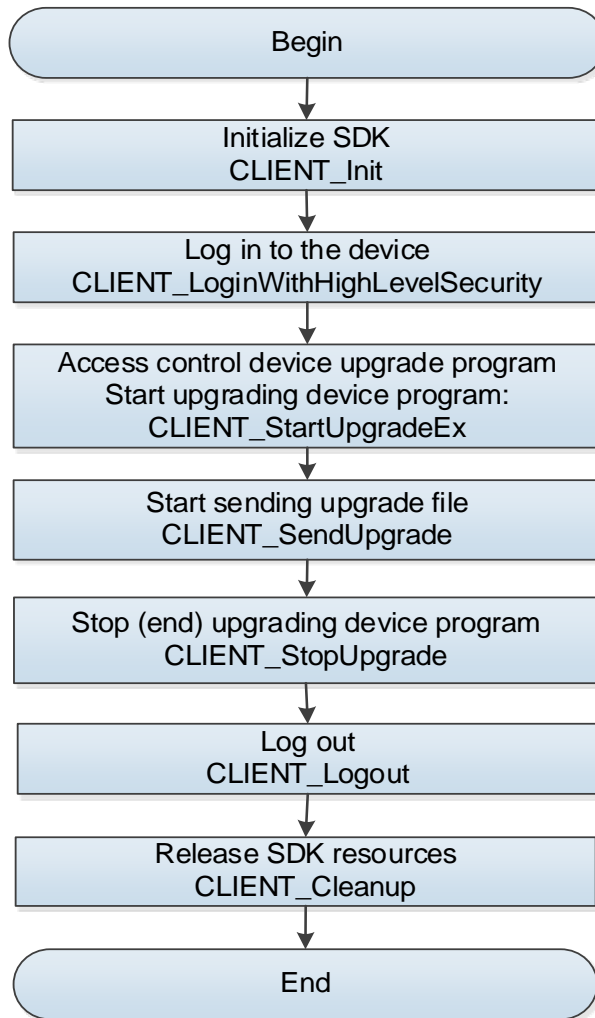 Begin
Initialize SDK
CLIENT_Init
Log in to the device
CLIENT_LoginWithHighLevelSecurity
Access control device upgrade program
Start upgrading device program:
CLIENT_StartUpgradeEx
Start sending upgrade file
CLIENT_SendUpgrade
Stop (end) upgrading device program
CLIENT_StopUpgrade
Log out
CLIENT_Logout
Release SDK resources
CLIENT_Cleanup
End